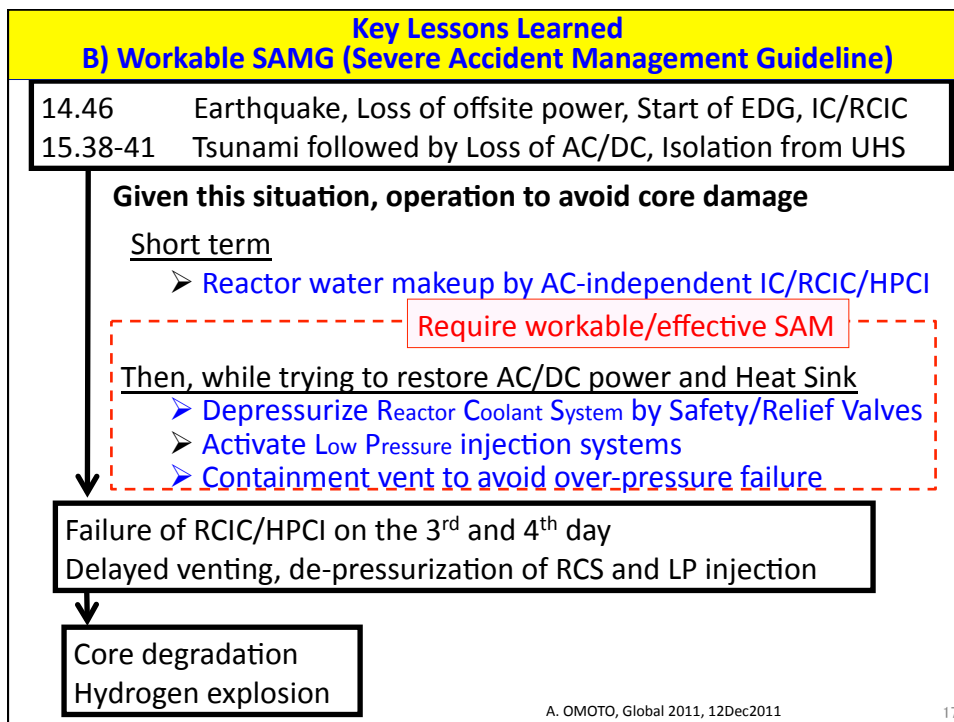 Key Lessons Learned
B) Workable SAMG (Severe Accident Management Guideline)
14.46 Earthquake, Loss of offsite power, Start of EDG, IC/RCIC
15.38-41 Tsunami followed by Loss of AC/DC, Isolation from UHS
Given this situation, operation to avoid core damage
Short term
➢ Reactor water makeup by AC-independent IC/RCIC/HPCI
Require workable/effective SAM
Then, while trying to restore AC/DC power and Heat Sink
➢ Depressurize Reactor Coolant System by Safety/Relief Valves
➢ Activate Low Pressure injection systems
➢ Containment vent to avoid over-pressure failure
Failure of RCIC/HPCI on the 3rd and 4th day
Delayed venting, de-pressurization of RCS and LP injection
Core degradation
Hydrogen explosion
A. OMOTO, Global 2011, 12Dec2011
17